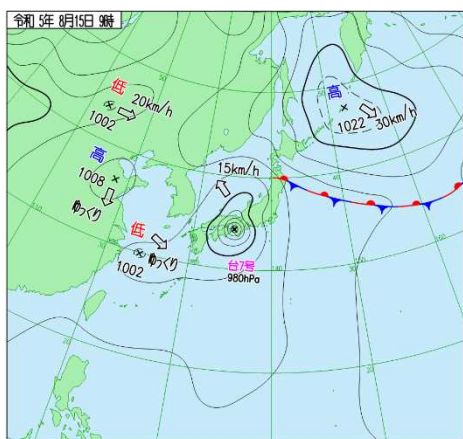 令和 5年 8月15日 9時
低
20km/h
1002
高
1022
30km/h
高
1008
ゆっくり
15km/h
低
ゆっくり
1002
台7号
980hPa